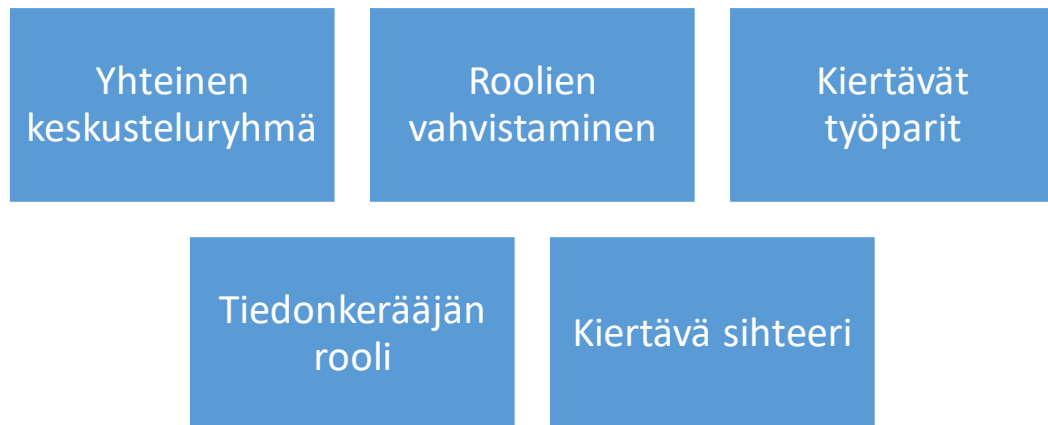 Yhteinen
keskusteluryhmä
Roolien
vahvistaminen
Kiertävät
työparit
Tiedonkerääjän
rooli
Kiertävä sihteeri